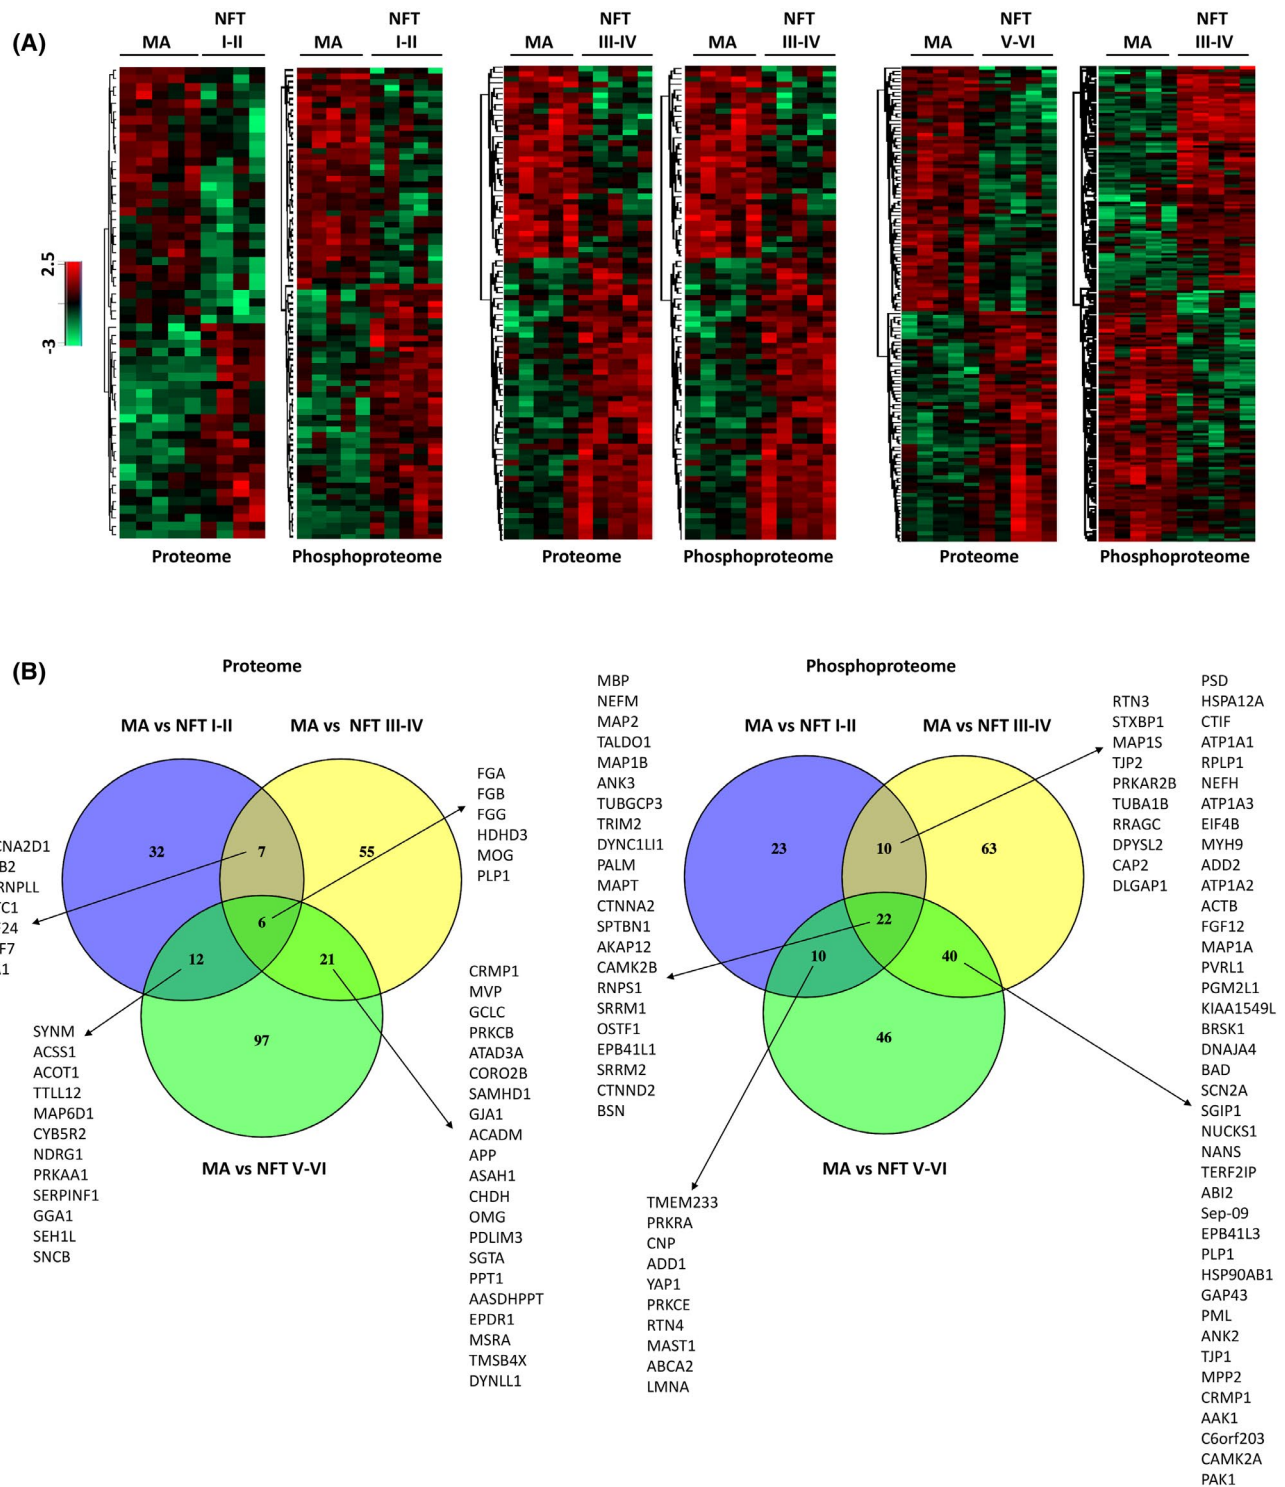 (A)
MA
NFT
I-II
MA
NFT
I-II
MA
NFT
III-IV
MA
NFT
III-IV
MA
NFT
V-VI
MA
NFT
III-IV
2.5
-3
Proteome
Phosphoproteome
Proteome
Phosphoproteome
Proteome
Phosphoproteome
(B)
Proteome
MA vs NFT I-II
MA vs NFT III-IV
32
7
55
6
12
21
97
MA vs NFT V-VI
CNA2D1
B2
RNPLL
C1
F24
F7
1
FGA
FGB
FGG
HDHD3
MOG
PLP1
SYNM
ACSS1
ACOT1
TTLL12
MAP6D1
CYB5R2
NDRG1
PRKAA1
SERPINF1
GGA1
SEH1L
SNCB
CRMP1
MVP
GCLC
PRKCB
ATAD3A
CORO2B
SAMHD1
GJA1
ACADM
APP
ASAH1
CHDH
OMG
PDLIM3
SGTA
PPT1
AASDHPPT
EPDR1
MSRA
TMSB4X
DYNLL1
Phosphoproteome
MA vs NFT I-II
MA vs NFT III-IV
23
10
63
22
10
40
46
MA vs NFT V-VI
MBP
NEFM
MAP2
TALDO1
MAP1B
ANK3
TUBGCP3
TRIM2
DYNC1LI1
PALM
MAPT
CTNNA2
SPTBN1
AKAP12
CAMK2B
RNPS1
SRRM1
OSTF1
EPB41L1
SRRM2
CTNND2
BSN
RTN3
STXBP1
MAP1S
TJP2
PRKAR2B
TUBA1B
RRAGC
DPYSL2
CAP2
DLGAP1
TMEM233
PRKRA
CNP
ADD1
YAP1
PRKCE
RTN4
MAST1
ABCA2
LMNA
PSD
HSPA12A
CTIF
ATP1A1
RPLP1
NEFH
ATP1A3
EIF4B
MYH9
ADD2
ATP1A2
ACTB
FGF12
MAP1A
PVRL1
PGM2L1
KIAA1549L
BRSK1
DNAJA4
BAD
SCN2A
SGIP1
NUCKS1
NANS
TERF2IP
ABI2
Sep-09
EPB41L3
PLP1
HSP90AB1
GAP43
PML
ANK2
TJP1
MPP2
CRMP1
AAK1
C6orf203
CAMK2A
PAK1